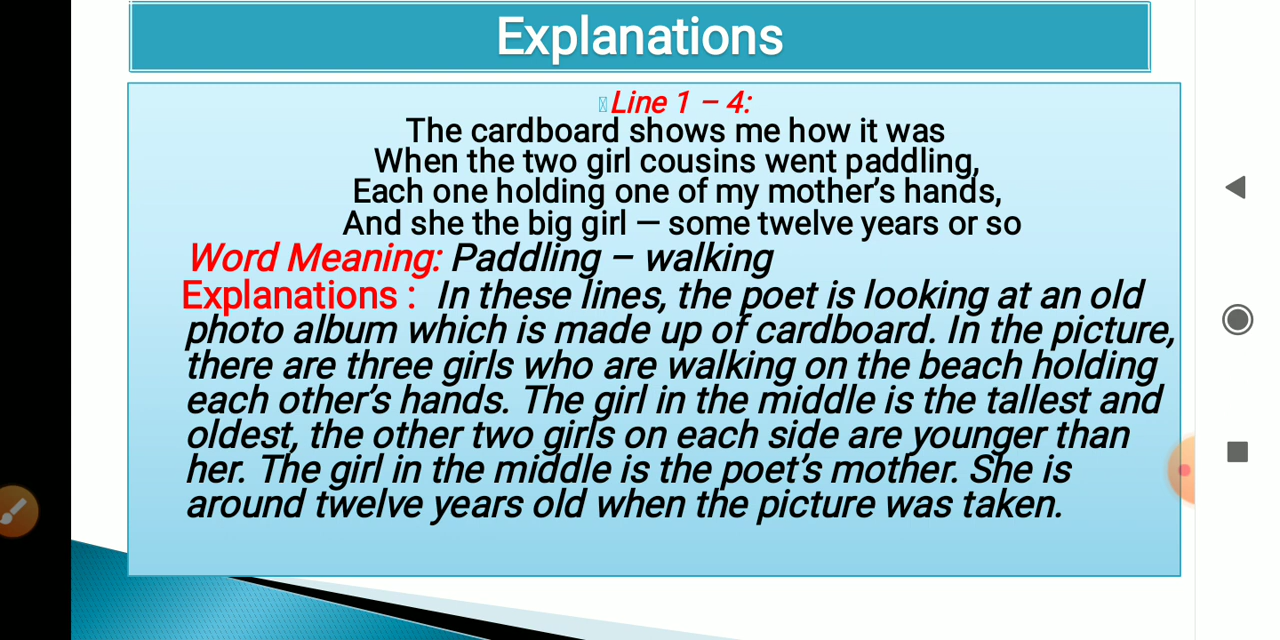 Explanations
Line 1 – 4:
The cardboard shows me how it was
When the two girl cousins went paddling,
Each one holding one of my mother’s hands,
And she the big girl — some twelve years or so
Word Meaning: Paddling – walking
Explanations : In these lines, the poet is looking at an old
photo album which is made up of cardboard. In the picture,
there are three girls who are walking on the beach holding
each other’s hands. The girl in the middle is the tallest and
oldest, the other two girls on each side are younger than
her. The girl in the middle is the poet’s mother. She is
around twelve years old when the picture was taken.